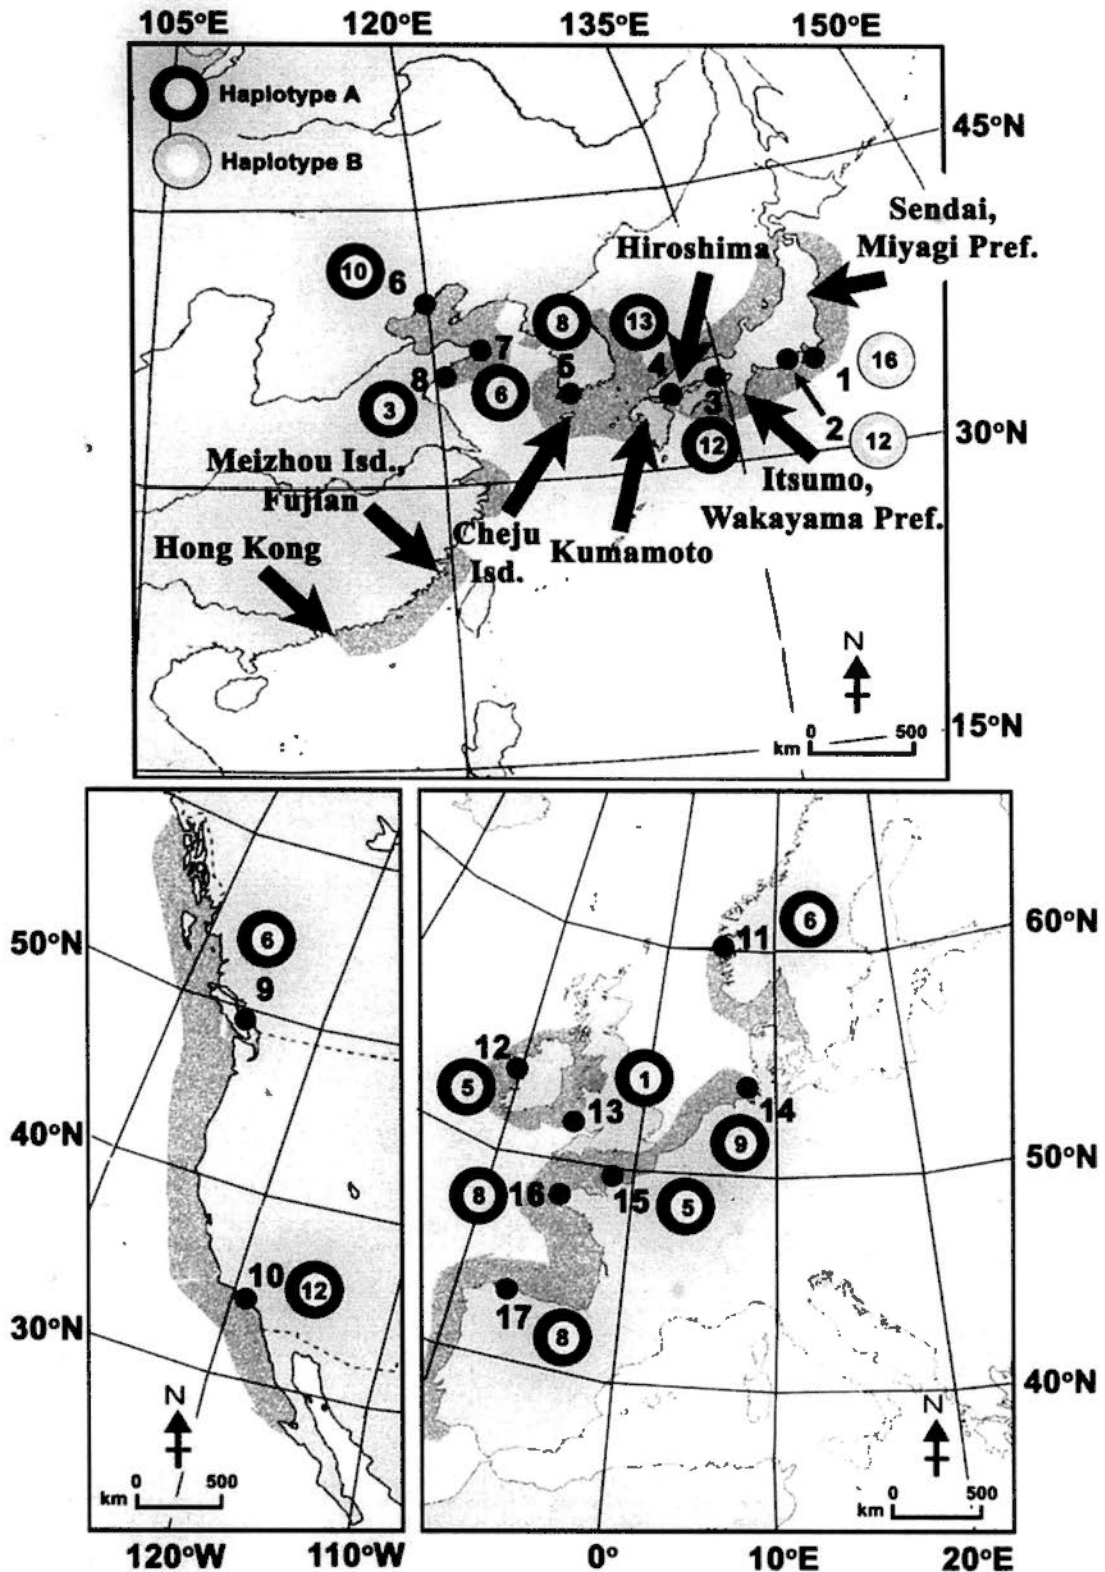 105°E 120°E 135°E 150°E
Haplotype A
Haplotype B
45°N
Sendai,
Miyagi Pref.
Hiroshima
10 6
8 13
7 5 4
8 6 3
3
1 16
2 12
12
30°N
Meizhou Isd.,
Fujian
Itsumo,
Wakayama Pref.
Hong Kong
Cheju
Isd.
Kumamoto
N
0 500
km
15°N
50°N
6
9
40°N
10 12
30°N
N
0 500
km
120°W 110°W
60°N
11 6
12
5
1
13 14
9
50°N
8 16 15 5
17
8
40°N
N
0 500
km
0° 10°E 20°E